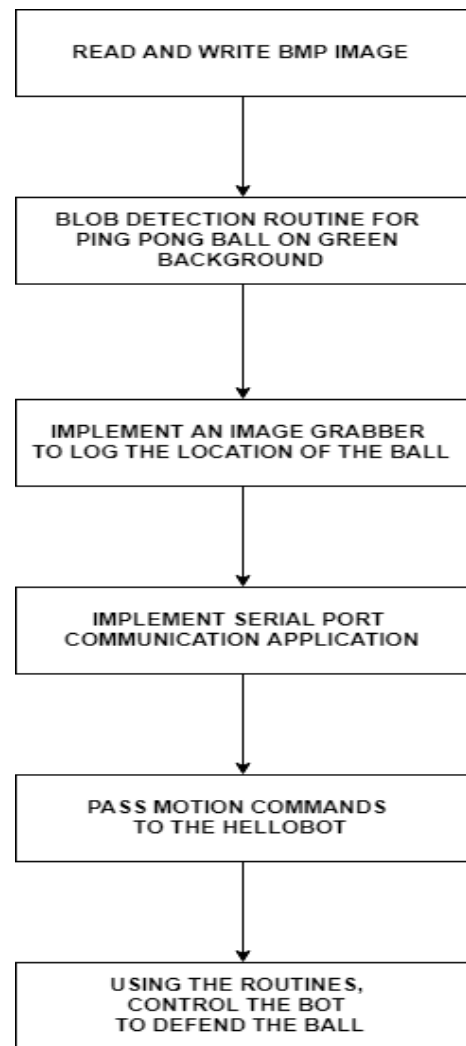 READ AND WRITE BMP IMAGE
BLOB DETECTION ROUTINE FOR
PING PONG BALL ON GREEN
BACKGROUND
IMPLEMENT AN IMAGE GRABBER
TO LOG THE LOCATION OF THE BALL
IMPLEMENT SERIAL PORT
COMMUNICATION APPLICATION
PASS MOTION COMMANDS
TO THE HELLOBOT
USING THE ROUTINES,
CONTROL THE BOT
TO DEFEND THE BALL